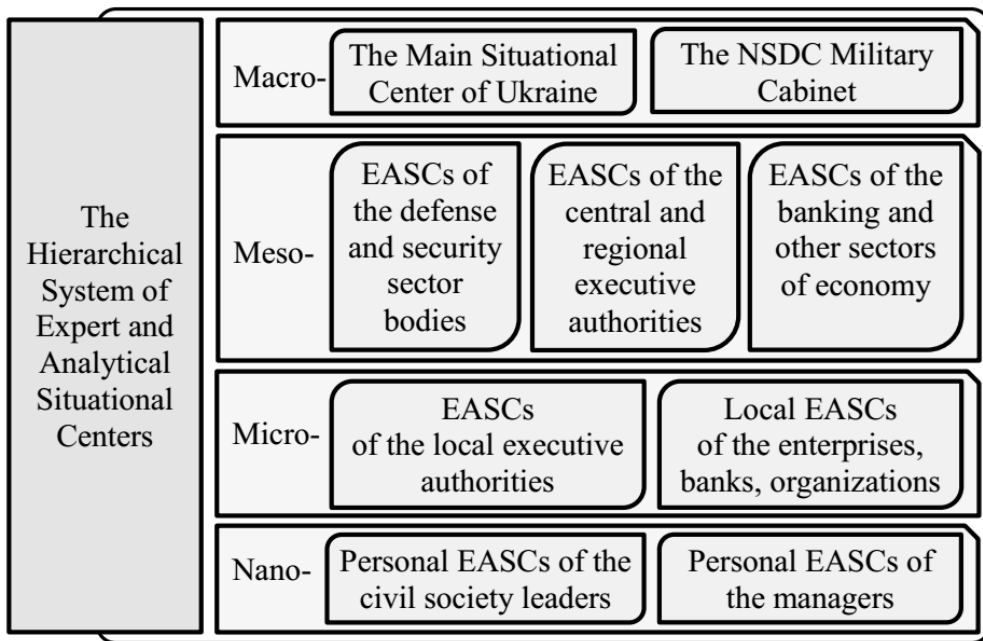 The
Hierarchical
System of
Expert and
Analytical
Situational
Centers
Macro-
The Main Situational
Center of Ukraine
The NSDC Military
Cabinet
Meso-
EASCs of
the defense
and security
sector
bodies
EASCs of the
central and
regional
executive
authorities
EASCs of the
banking and
other sectors
of economy
Micro-
EASCs
of the local executive
authorities
Local EASCs
of the enterprises,
banks, organizations
Nano-
Personal EASCs of the
civil society leaders
Personal EASCs of
the managers